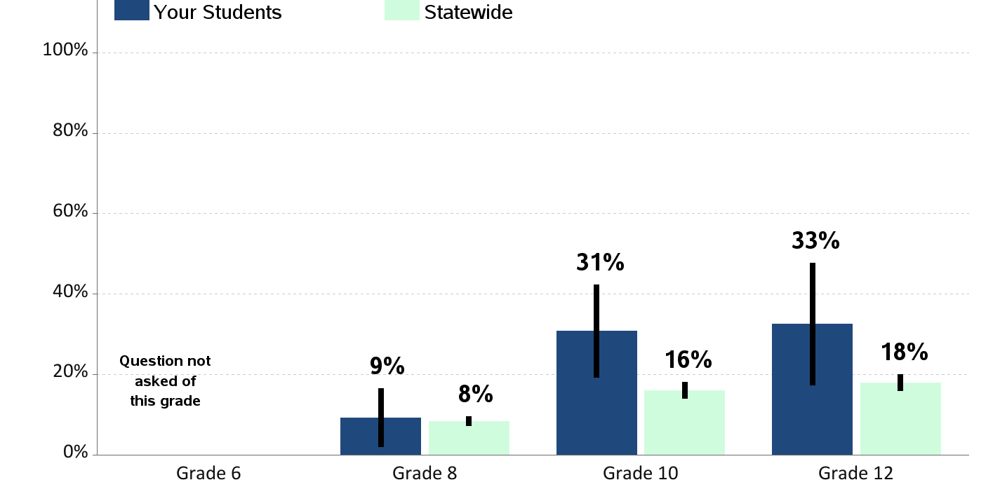 Your Students
Statewide
100%
80%
60%
40%
20%
0%
Question not
asked of
this grade
9%
8%
31%
16%
33%
18%
Grade 6
Grade 8
Grade 10
Grade 12